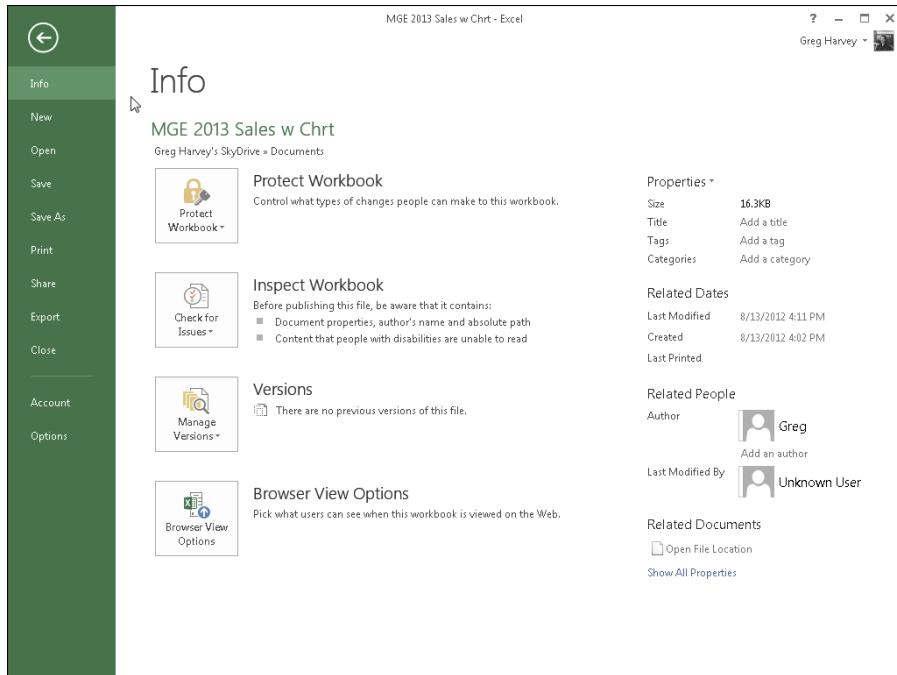 MGE 2013 Sales w Chrt - Excel
?
Greg Harvey
Info
New
Open
Save
Save As
Print
Share
Export
Close
Account
Options
Info
MGE 2013 Sales w Chrt
Greg Harvey's SkyDrive » Documents
Protect Workbook
Protect Workbook
Control what types of changes people can make to this workbook.
Check for Issues
Inspect Workbook
Before publishing this file, be aware that it contains:
Document properties, author's name and absolute path
Content that people with disabilities are unable to read
Manage Versions
Versions
There are no previous versions of this file.
Browser View Options
Browser View Options
Pick what users can see when this workbook is viewed on the Web.
Properties
Size 16.3KB
Title Add a title
Tags Add a tag
Categories Add a category
Related Dates
Last Modified 8/13/2012 4:11 PM
Created 8/13/2012 4:02 PM
Last Printed
Related People
Author Greg
Add an author
Last Modified By Unknown User
Related Documents
Open File Location
Show All Properties